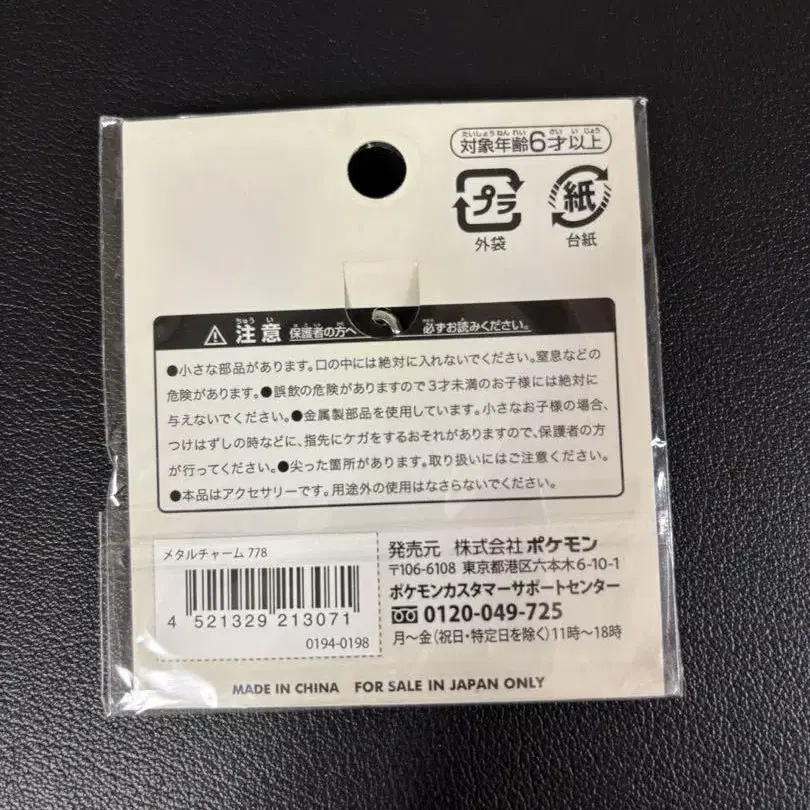 たいしょうねんれい さい いじょう
対象年齢6才以上
プラ
紙
外袋
台紙
ちゅうい
注意 保護者の方へ 必ずお読みください。
●小さな部品があります。口の中には絶対に入れないでください。窒息などの
危険があります。●誤飲の危険がありますので3才未満のお子様には絶対に
与えないでください。●金属製部品を使用しています。小さなお子様の場合、
つけはずしの時などに、指先にケガをするおそれがありますので、保護者の方
が行ってください。●尖った箇所があります。取り扱いにはご注意ください。
●本品はアクセサリーです。用途外の使用はなさらないでください。
メタルチャーム 778
4 521329 213071
0194-0198
発売元 株式会社 ポケモン
〒106-6108 東京都港区六本木6-10-1
ポケモンカスタマーサポートセンター
0120-049-725
月～金(祝日・特定日を除く)11時～18時
MADE IN CHINA FOR SALE IN JAPAN ONLY